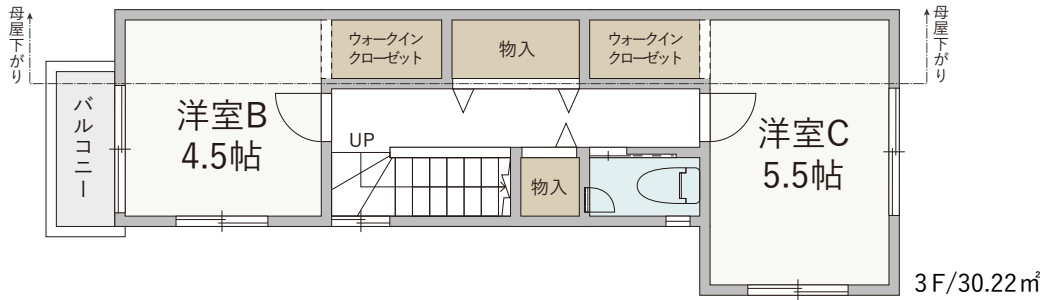 母屋下がり
ウォークイン
クローゼット
物入
ウォークイン
クローゼット
母屋下がり
バルコニー
洋室B
4.5帖
UP
物入
洋室C
5.5帖
3F/30.22㎡